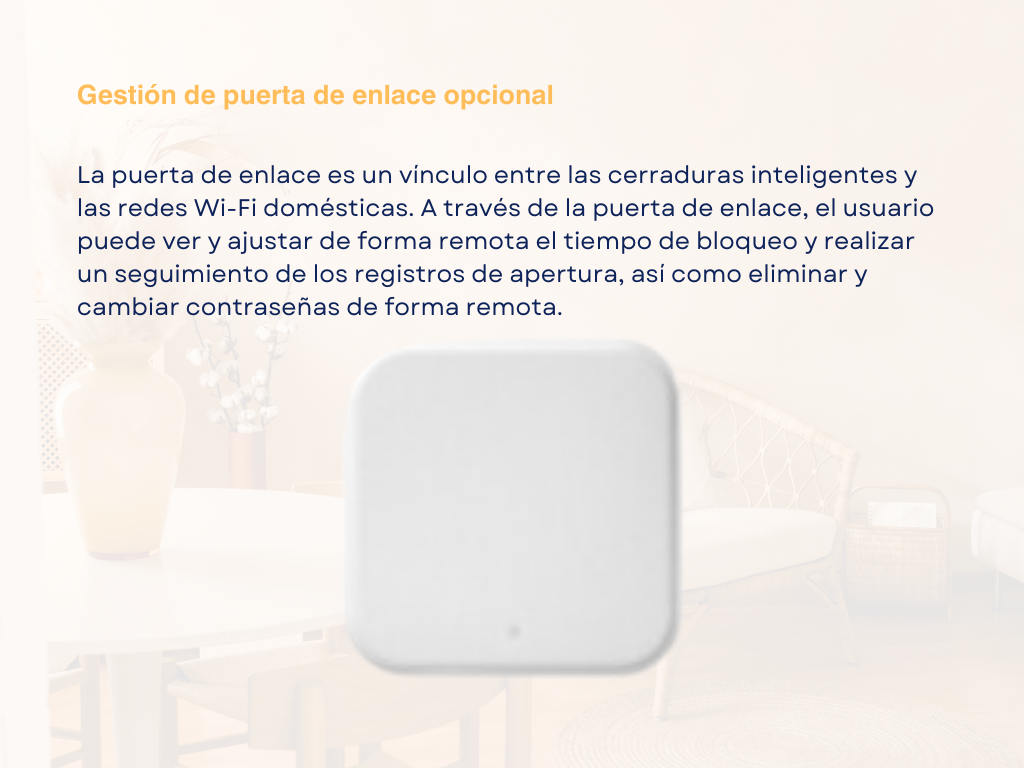 Gestión de puerta de enlace opcional
La puerta de enlace es un vínculo entre las cerraduras inteligentes y
las redes Wi-Fi domésticas. A través de la puerta de enlace, el usuario
puede ver y ajustar de forma remota el tiempo de bloqueo y realizar
un seguimiento de los registros de apertura, así como eliminar y
cambiar contraseñas de forma remota.